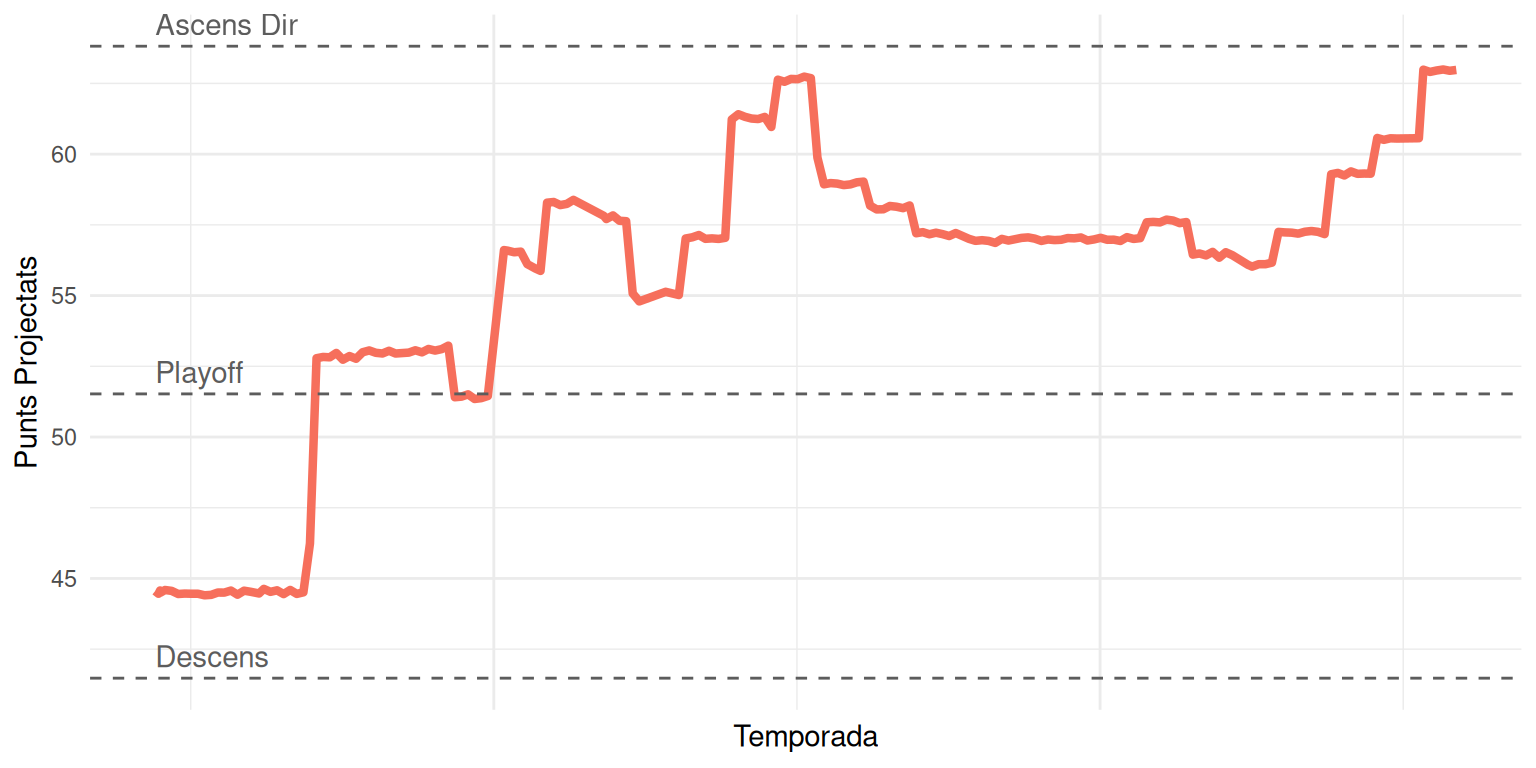 Ascens Dir
60
55
Playoff
50
45
Descens
Punts Projectats
Temporada